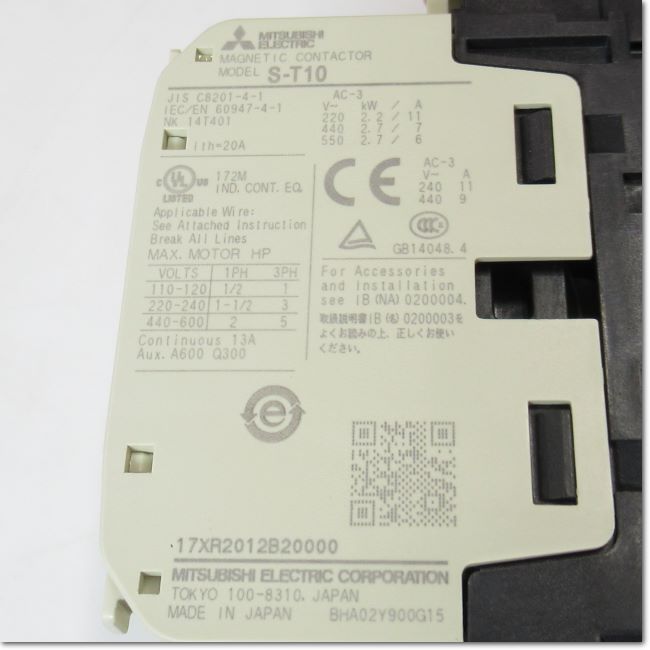 MITSUBISHI
ELECTRIC
MAGNETIC CONTACTOR
MODEL S-T10
JIS C8201-4-1
IEC/EN 60947-4-1
NK 14T401
Ith=20A
AC-3
V~ kW / A
220 2.2 / 11
440 2.7 / 7
550 2.7 / 6
C UL US
LISTED
172M
IND. CONT. EQ.
Applicable Wire:
See Attached Instruction
Break All Lines
MAX. MOTOR HP
VOLTS 1PH 3PH
110-120 1/2 1
220-240 1-1/2 3
440-600 2 5
Continuous 13A
Aux. A600 Q300
CE
AC-3
V~ A
240 11
440 9
GB14048.4
For Accessories
and Installation
see IB(NA)0200004.
取扱説明書IB(名)0200003を
よくお読みの上、正しくお使い
ください。
17XR2012B20000
MITSUBISHI ELECTRIC CORPORATION
TOKYO 100-8310, JAPAN
MADE IN JAPAN BHA02Y900G15